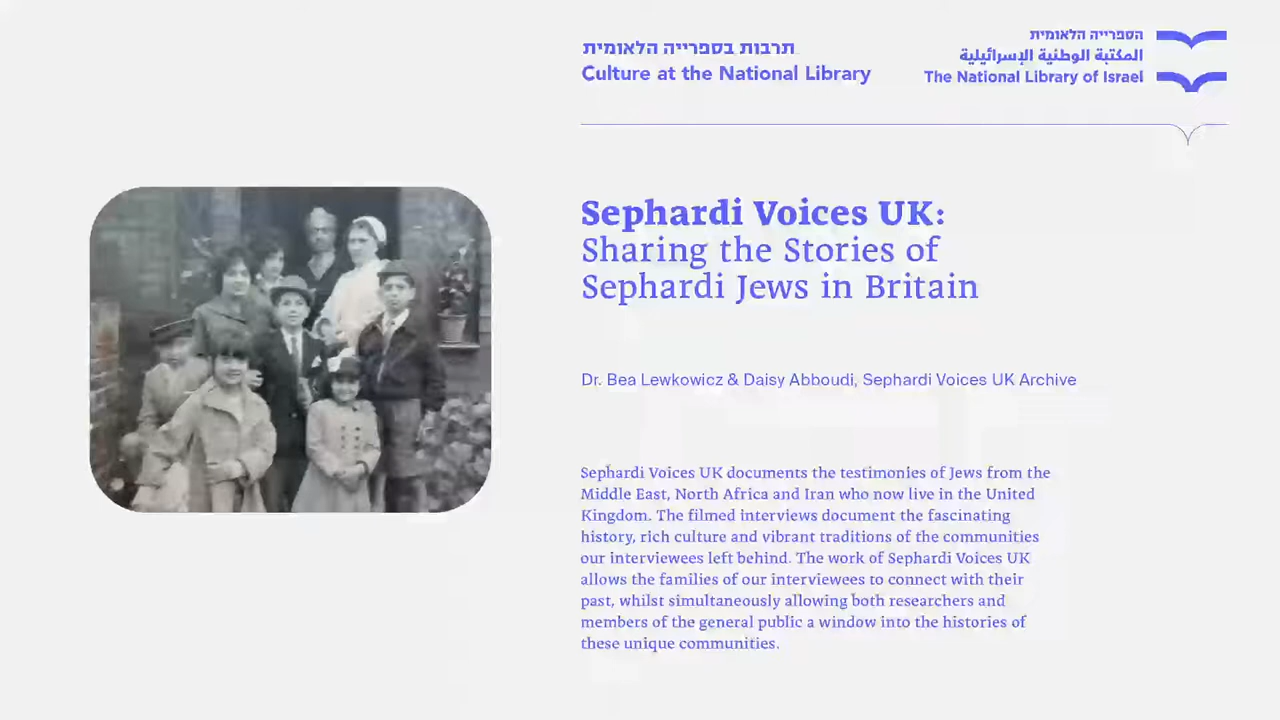 תרבות בספרייה הלאומית
Culture at the National Library
הספרייה הלאומית
المكتبة الوطنية الإسرائيلية
The National Library of Israel
Sephardi Voices UK:
Sharing the Stories of
Sephardi Jews in Britain
Dr. Bea Lewkowicz & Daisy Abboudi, Sephardi Voices UK Archive
Sephardi Voices UK documents the testimonies of Jews from the
Middle East, North Africa and Iran who now live in the United
Kingdom. The filmed interviews document the fascinating
history, rich culture and vibrant traditions of the communities
our interviewees left behind. The work of Sephardi Voices UK
allows the families of our interviewees to connect with their
past, whilst simultaneously allowing both researchers and
members of the general public a window into the histories of
these unique communities.